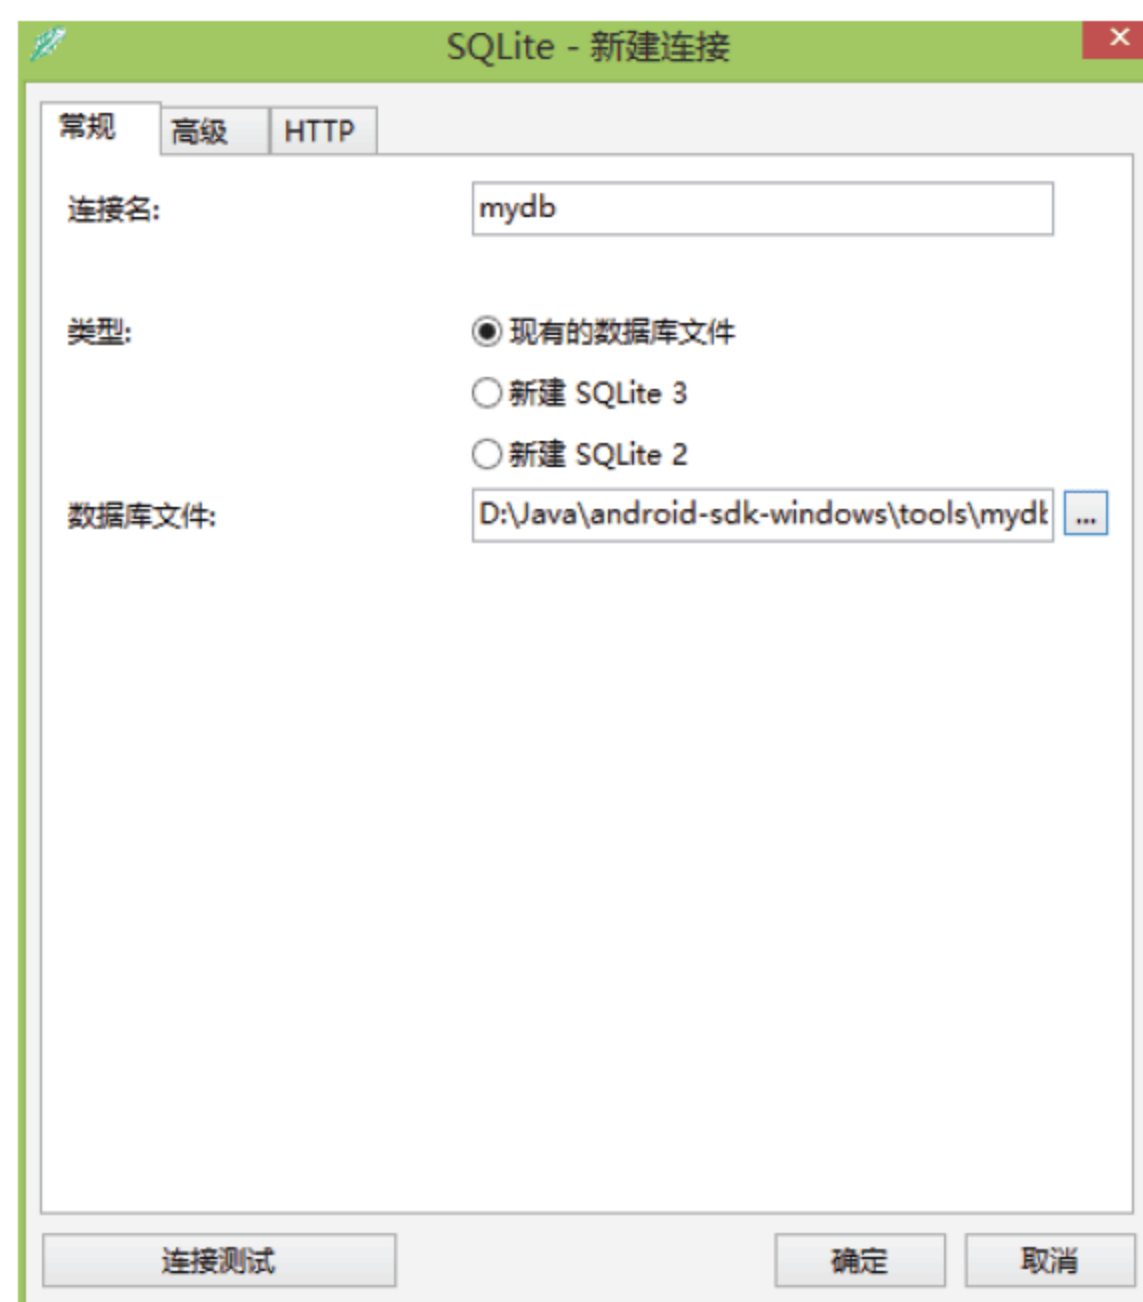 SQLite - 新建连接
常规 高级 HTTP
连接名: mydb
类型: 现有的数据库文件
新建 SQLite 3
新建 SQLite 2
数据库文件: D:\Java\android-sdk-windows\tools\mydb ...
连接测试 确定 取消